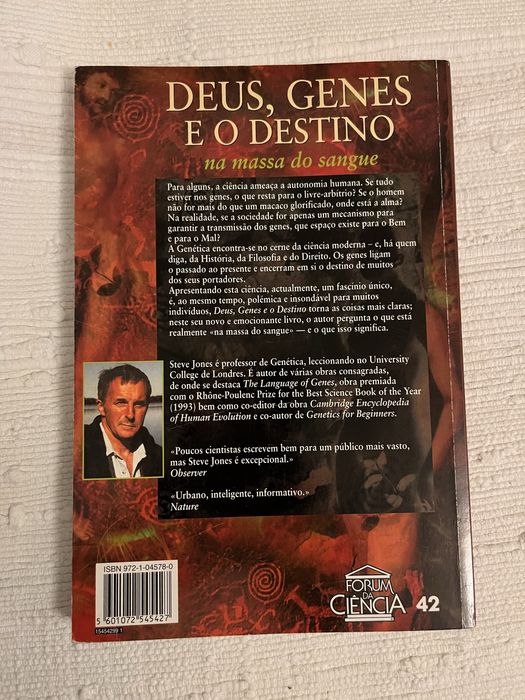 DEUS, GENES
E O DESTINO
na massa do sangue
Para alguns, a ciência ameaça a autonomia humana. Se tudo
estiver nos genes, o que resta para o livre-arbítrio? Se o homem
não for mais do que um macaco glorificado, onde está a alma?
Na realidade, se a sociedade for apenas um mecanismo para
garantir a transmissão dos genes, que espaço existe para o Bem
e para o Mal?
A Genética encontra-se no cerne da ciência moderna – e, há quem
diga, da História, da Filosofia e do Direito. Os genes ligam
o passado ao presente e encerram em si o destino de muitos
dos seus portadores.
Apresentando esta ciência, actualmente, um fascínio único,
é, ao mesmo tempo, polémica e insondável para muitos
indivíduos, Deus, Genes e o Destino torna as coisas mais claras;
neste seu novo e emocionante livro, o autor pergunta o que está
realmente «na massa do sangue» — e o que isso significa.
Steve Jones é professor de Genética, leccionando no University
College de Londres. É autor de várias obras consagradas,
de onde se destaca The Language of Genes, obra premiada
com o Rhône-Poulenc Prize for the Best Science Book of the Year
(1993) bem como co-editor da obra Cambridge Encyclopedia
of Human Evolution e co-autor de Genetics for Beginners.
«Poucos cientistas escrevem bem para um público mais vasto,
mas Steve Jones é excepcional.»
Observer
«Urbano, inteligente, informativo.»
Nature
ISBN 972-1-04578-0
5 601072 545427
15454299 1
FORUM
DA
CIÊNCIA
42